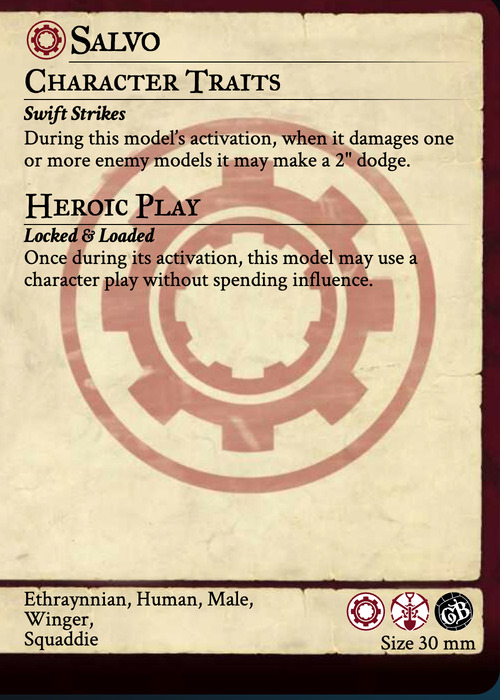 Salvo
Character Traits
Swift Strikes
During this model's activation, when it damages one
or more enemy models it may make a 2" dodge.
Heroic Play
Locked & Loaded
Once during its activation, this model may use a
character play without spending influence.
Ethraynnian, Human, Male,
Winger,
Squaddie
GB
Size 30 mm